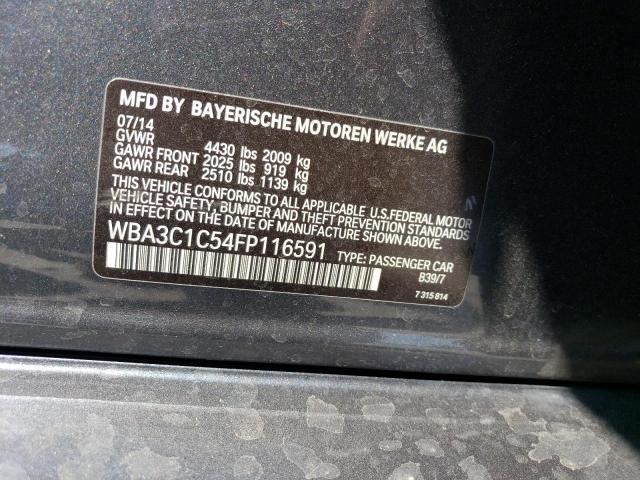 MFD BY BAYERISCHE MOTOREN WERKE AG
07/14
GVWR 4430 lbs 2009 kg
GAWR FRONT 2025 lbs 919 kg
GAWR REAR 2510 lbs 1139 kg
THIS VEHICLE CONFORMS TO ALL APPLICABLE U.S.FEDERAL MOTOR
VEHICLE SAFETY, BUMPER AND THEFT PREVENTION STANDARDS
IN EFFECT ON THE DATE OF MANUFACTURE SHOWN ABOVE.
WBA3C1C54FP116591 TYPE: PASSENGER CAR
B39/7
7 315 814